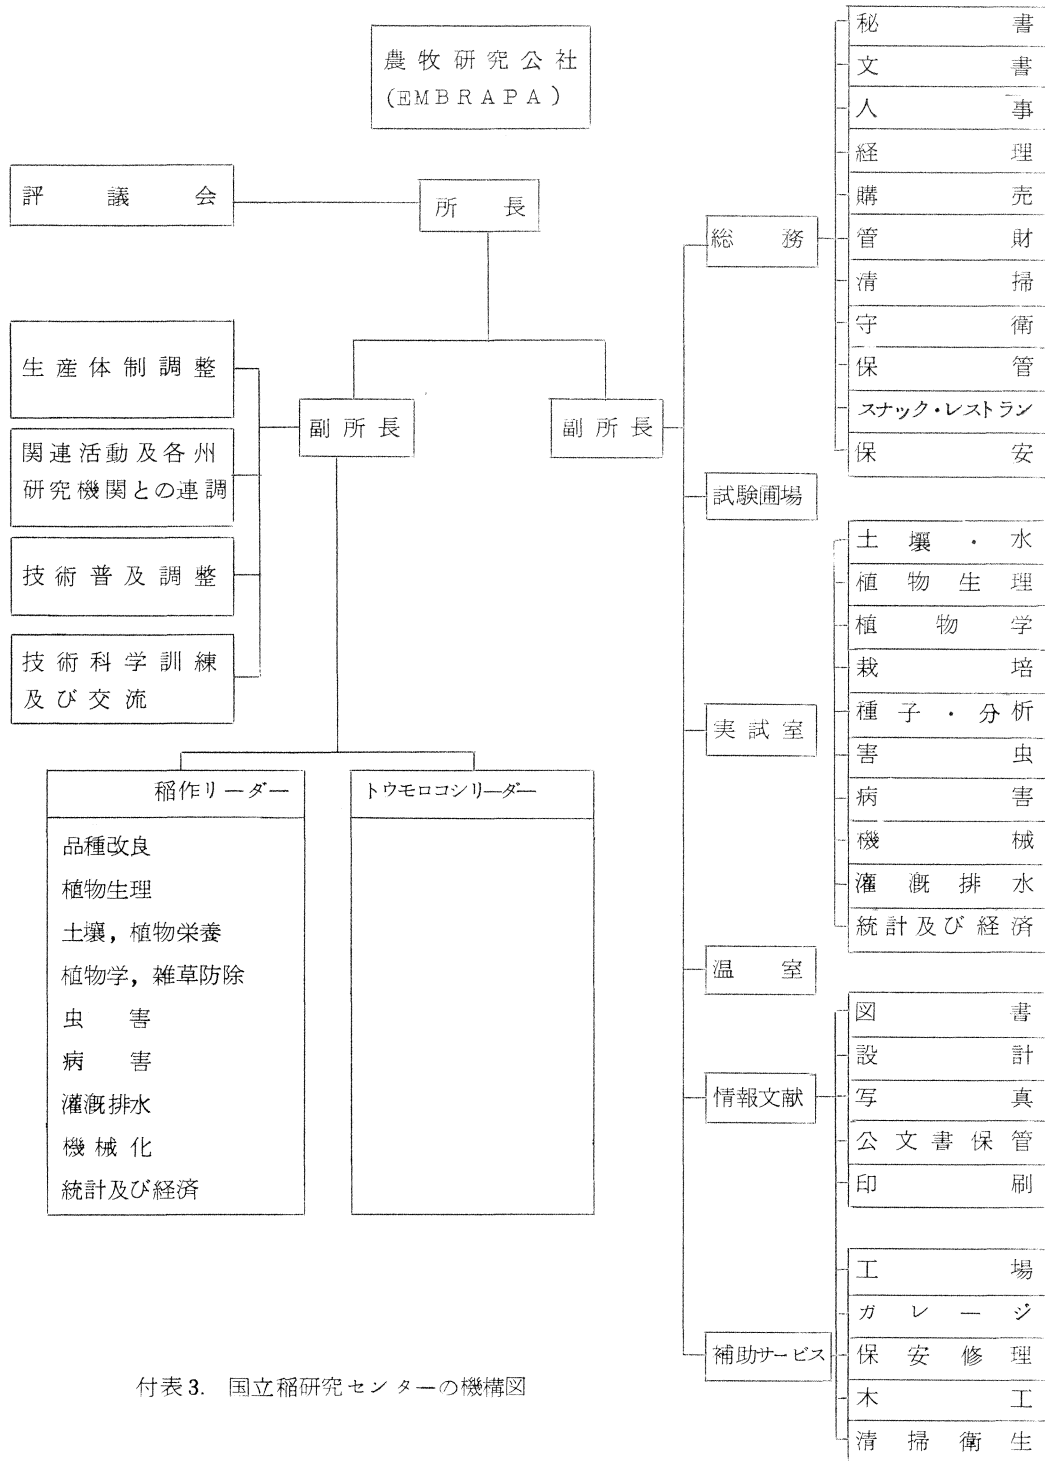 農牧研究公社
(EMBRAPA)
評議会
所長
生産体制調整
関連活動及各州
研究機関との連調
技術普及調整
技術科学訓練
及び交流
副所長
副所長
稲作リーダー
品種改良
植物生理
土壌，植物栄養
植物学，雑草防除
虫害
病害
灌漑排水
機械化
統計及び経済
トウモロコシリーダー
総務
秘書
文書
人事
経理
購売
管財
清掃
守衛
保管
スナック・レストラン
保安
試験圃場
実試室
土壌・水
植物生理
植物学
栽培
種子・分析
害虫
病害
機械
灌漑排水
統計及び経済
温室
情報文献
図書
設計
写真
公文書保管
印刷
補助サービス
工場
ガレージ
保安修理
木工
清掃衛生
付表3. 国立稲研究センターの機構図